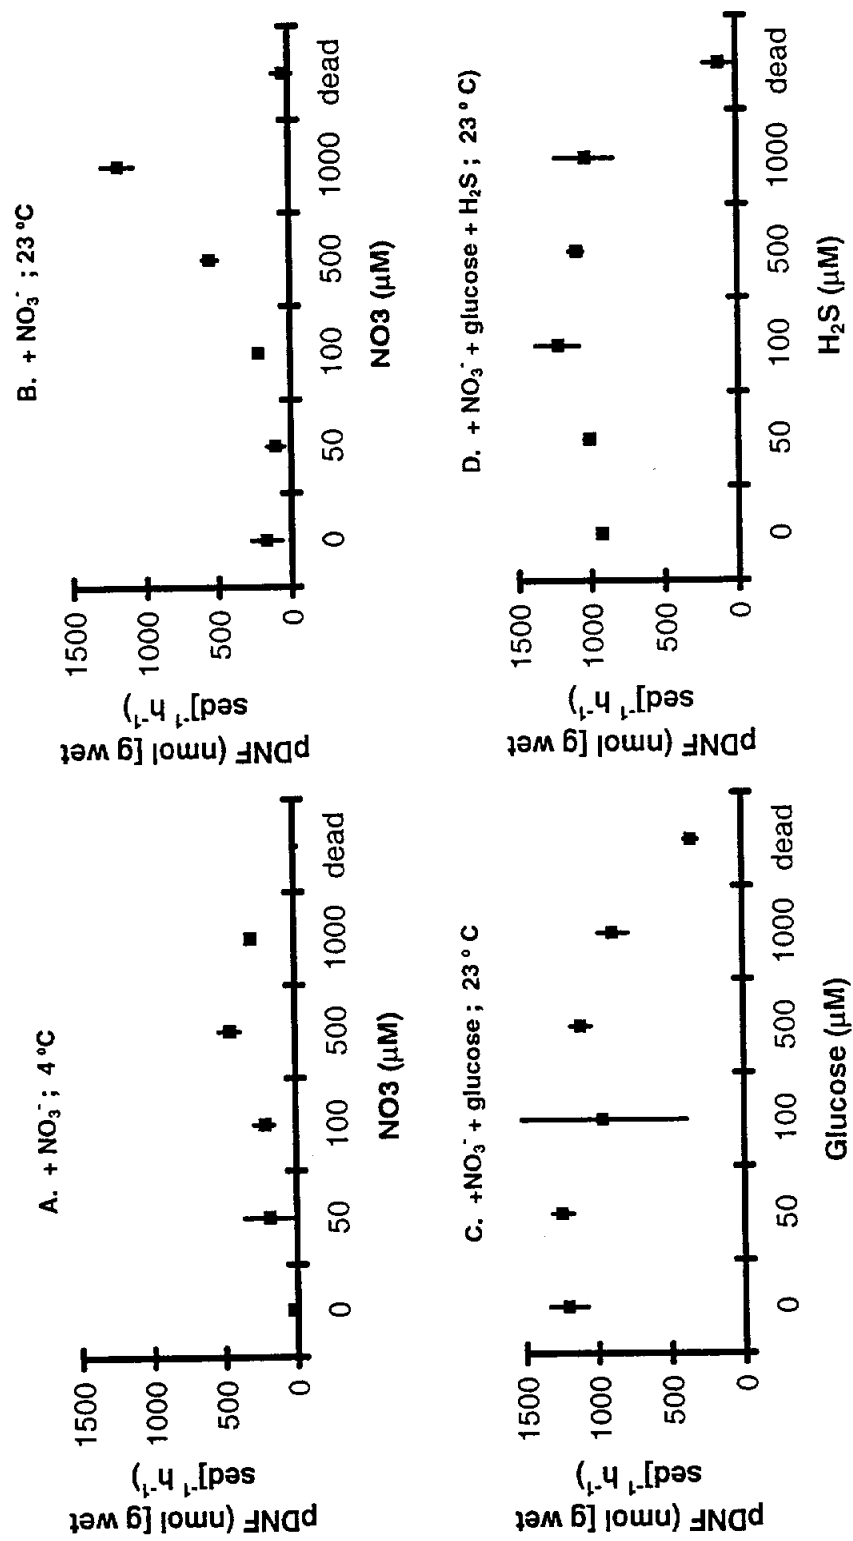 A. + NO₃⁻ ; 4 ºC
pDNF (nmol [g wet
sed]⁻¹ h⁻¹)
1500
1000
500
0
0 50 100 500 1000 dead
NO3 (µM)
B. + NO₃⁻ ; 23 ºC
pDNF (nmol [g wet
sed]⁻¹ h⁻¹)
1500
1000
500
0
0 50 100 500 1000 dead
NO3 (µM)
C. +NO₃⁻ + glucose ; 23 º C
pDNF (nmol [g wet
sed]⁻¹ h⁻¹)
1500
1000
500
0
0 50 100 500 1000 dead
Glucose (µM)
D. + NO₃⁻ + glucose + H₂S ; 23 º C)
pDNF (nmol [g wet
sed]⁻¹ h⁻¹)
1500
1000
500
0
0 50 100 500 1000 dead
H₂S (µM)